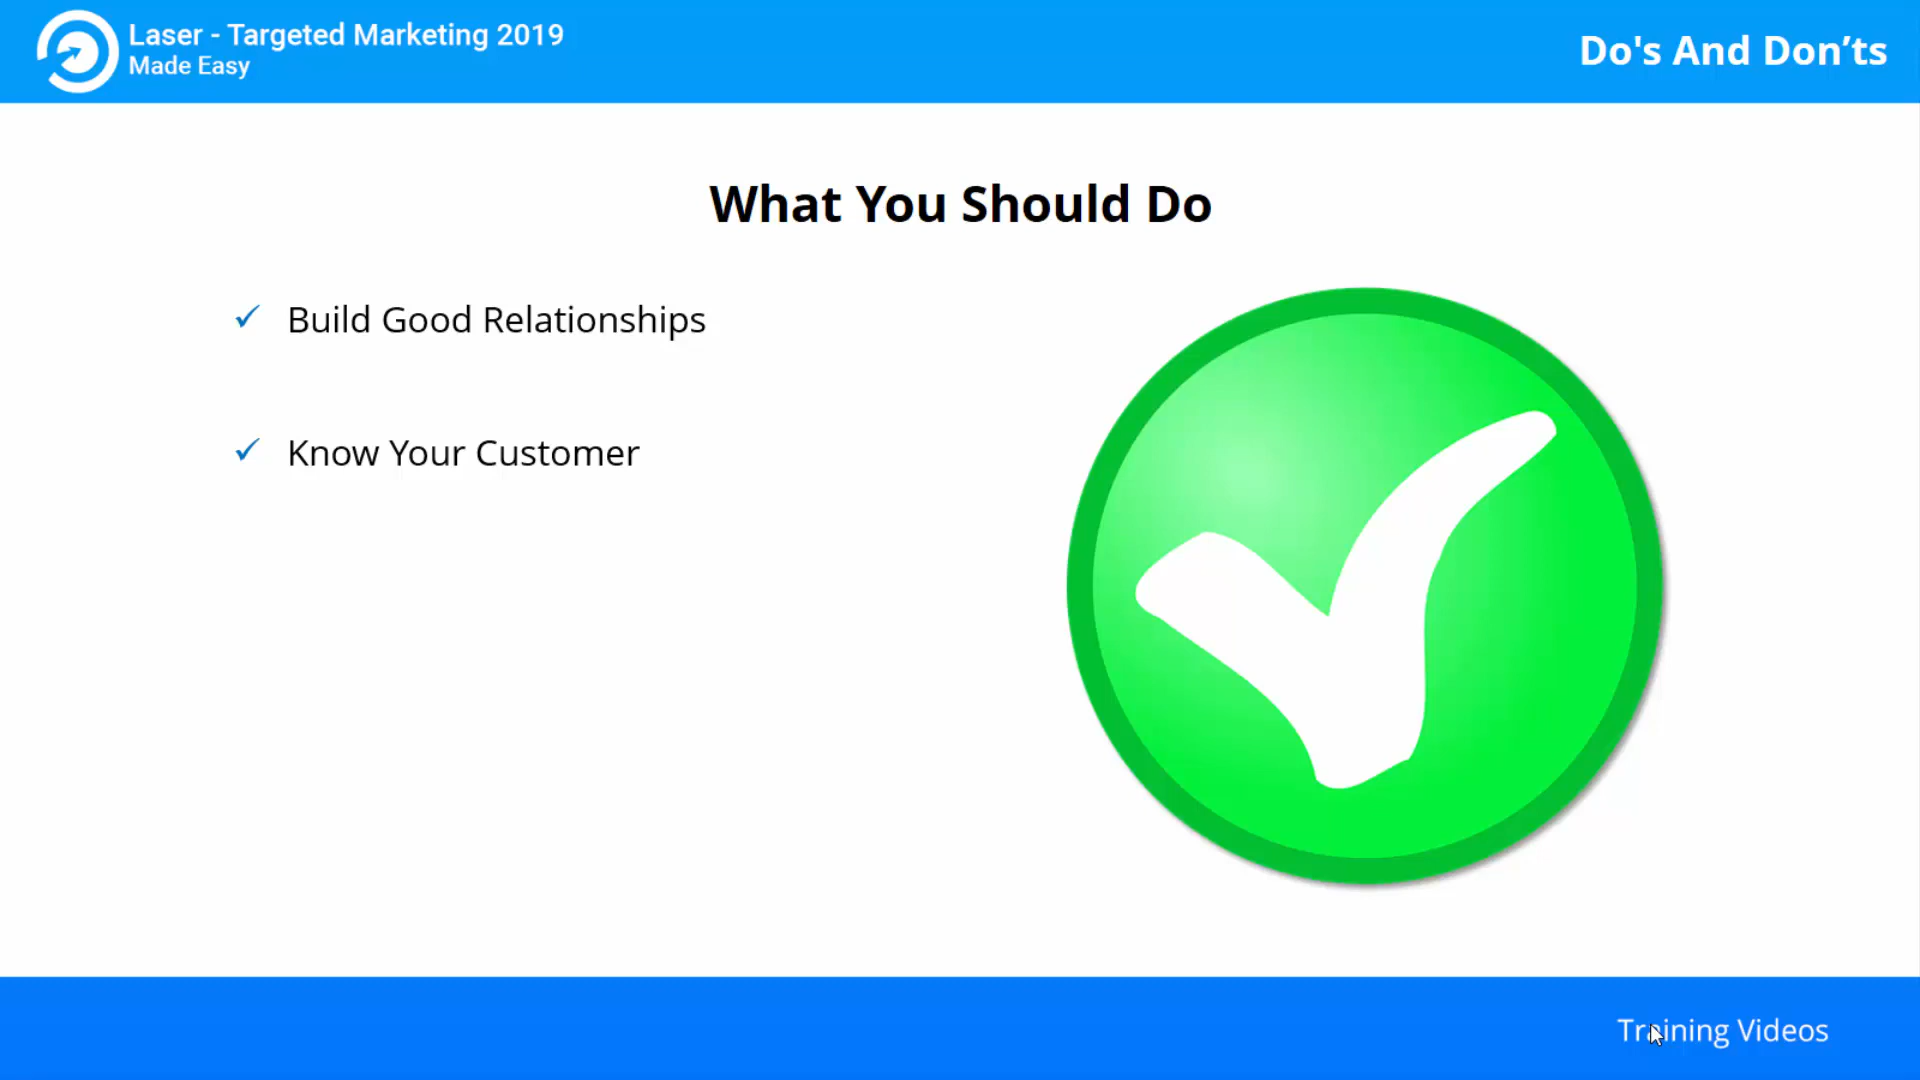 Laser - Targeted Marketing 2019
Made Easy
Do's And Don’ts
What You Should Do
Build Good Relationships
Know Your Customer
Training Videos